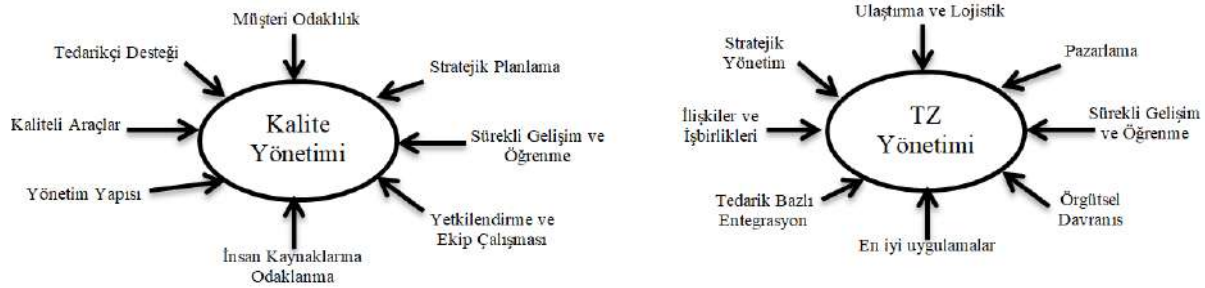 Müşteri Odaklılık
Tedarikçi Desteği
Stratejik Planlama
Kaliteli Araçlar
Kalite
Yönetimi
Sürekli Gelişim ve
Öğrenme
Yönetim Yapısı
Yetkilendirme ve
Ekip Çalışması
İnsan Kaynaklarına
Odaklanma
Ulaştırma ve Lojistik
Stratejik
Yönetim
Pazarlama
İlişkiler ve
İşbirlikleri
TZ
Yönetimi
Sürekli Gelişim
ve Öğrenme
Tedarik Bazlı
Entegrasyon
Örgütsel
Davranıs
En iyi uygulamalar